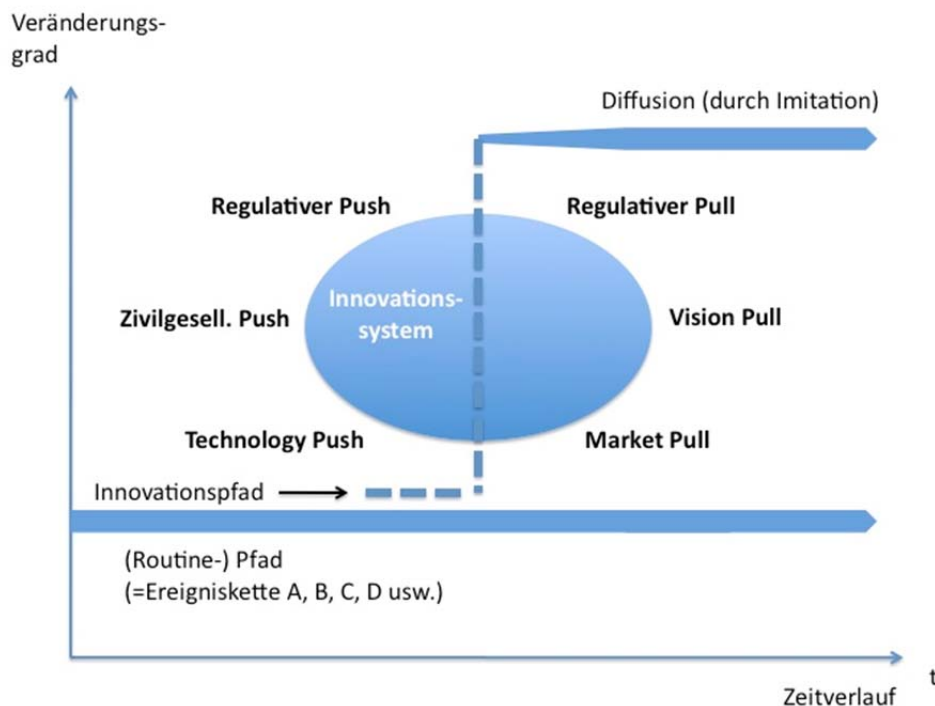 Veränderungs-
grad
Diffusion (durch Imitation)
Regulativer Push
Regulativer Pull
Innovations-
system
Zivilgesell. Push
Vision Pull
Technology Push
Market Pull
Innovationspfad
(Routine-) Pfad
(=Ereigniskette A, B, C, D usw.)
t
Zeitverlauf